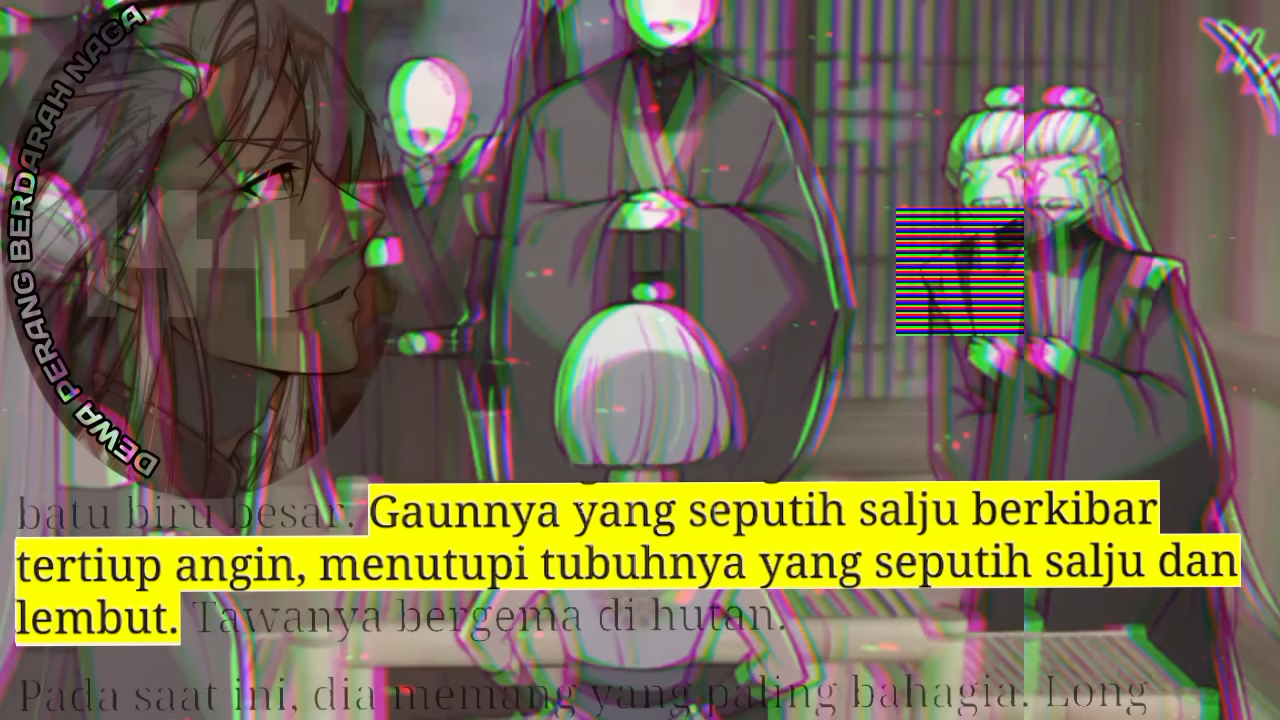 DEWA PERANG BERDARAH NAGA
batu biru besar. Gaunnya yang seputih salju berkibar
tertiup angin, menutupi tubuhnya yang seputih salju dan
lembut. Tawanya bergema di hutan.
Pada saat ini, dia memang yang paling bahagia. Long